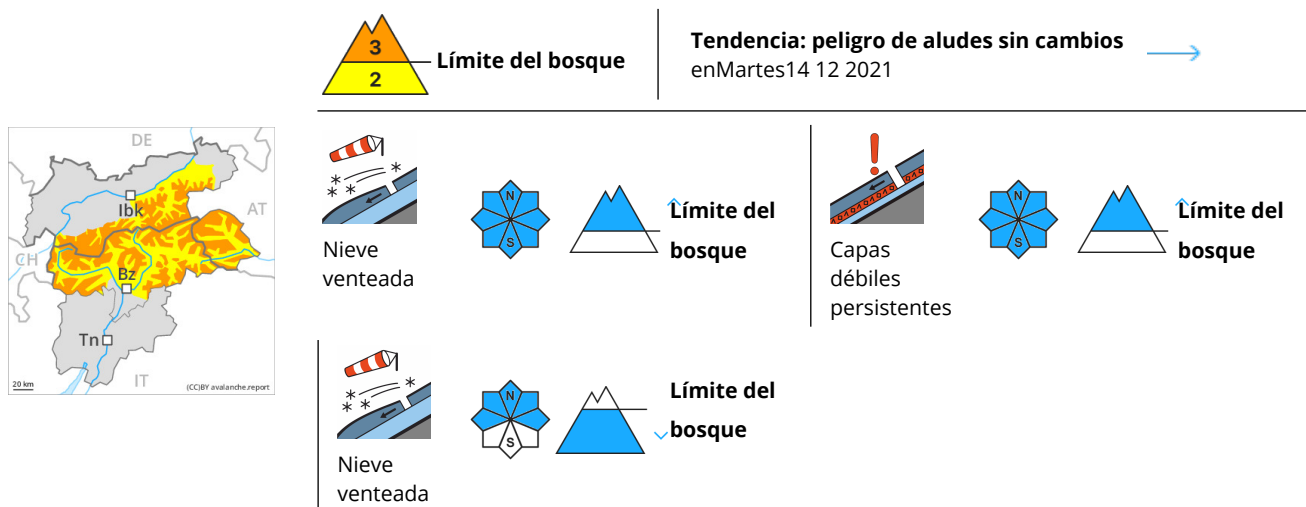 3
2
Límite del bosque
Tendencia: peligro de aludes sin cambios
enMartes14 12 2021
DE
AT
CH
IT
Ibk
Bz
Tn
20 km
(CC)BY avalanche.report
N
S
Límite del
bosque
Nieve
venteada
N
S
Límite del
bosque
Capas
débiles
persistentes
N
S
Límite del
bosque
Nieve
venteada